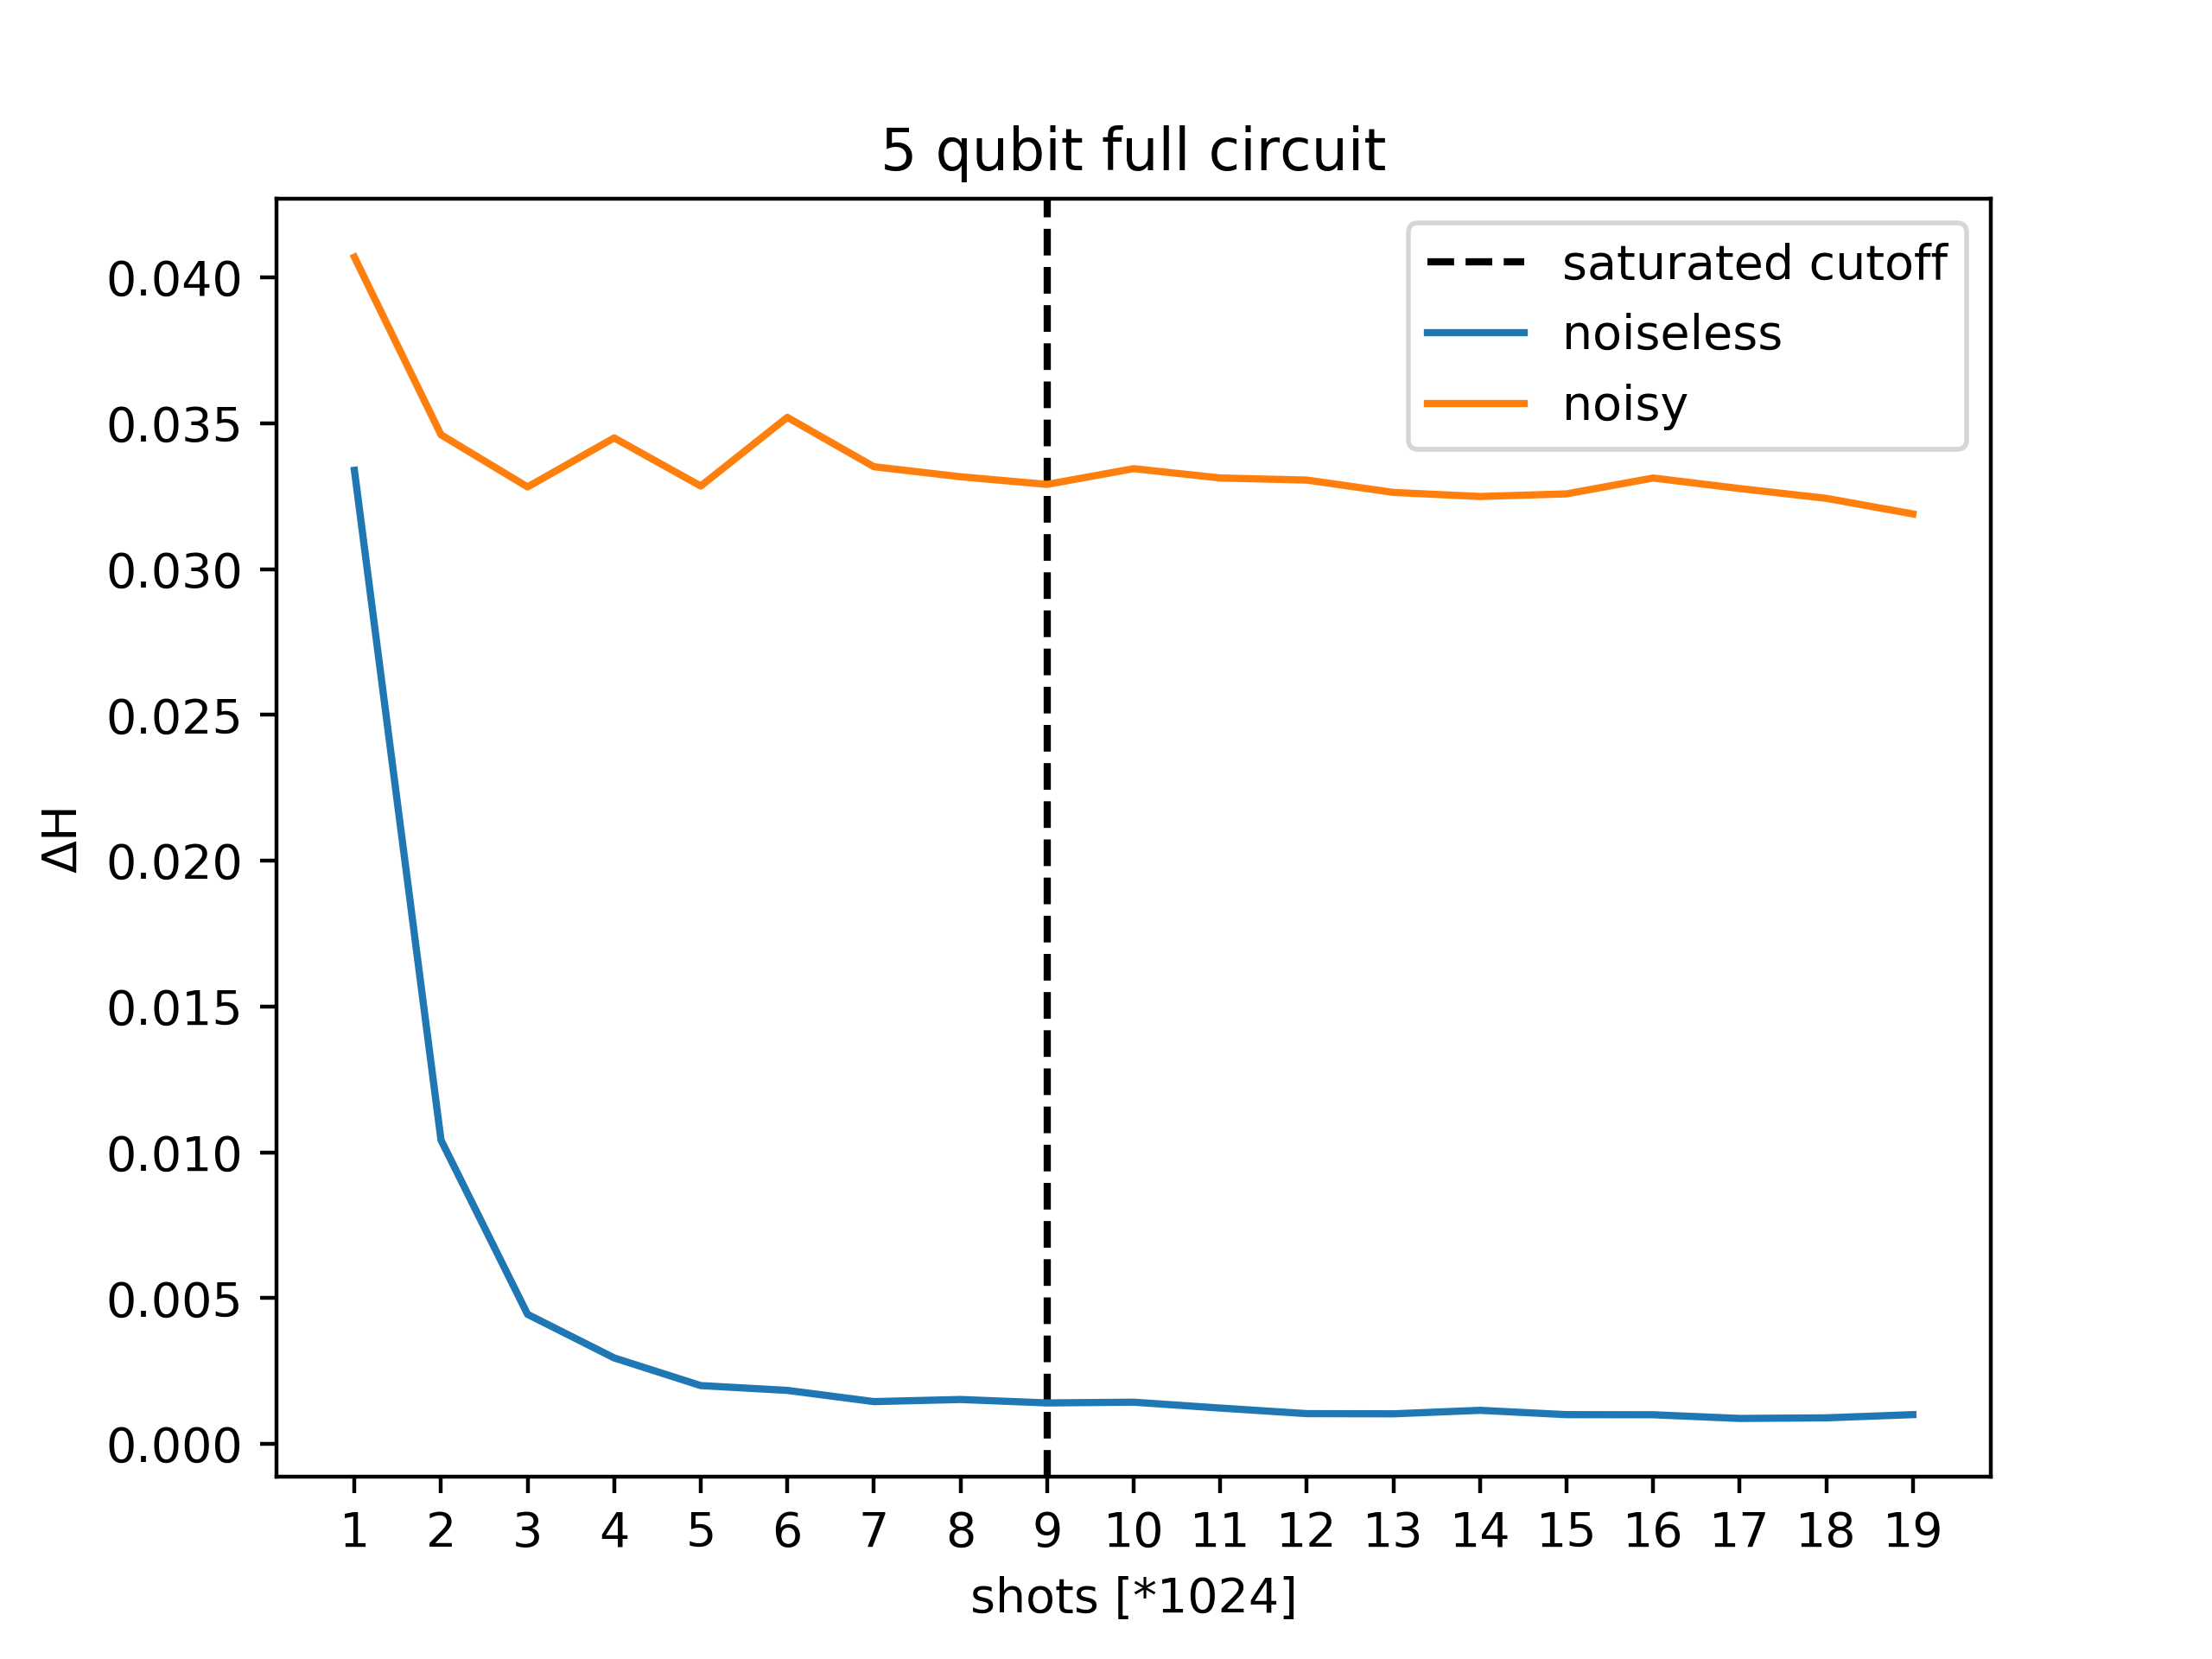 5 qubit full circuit
saturated cutoff
noiseless
noisy
0.040
0.035
0.030
0.025
0.020
0.015
0.010
0.005
0.000
ΔH
1 2 3 4 5 6 7 8 9 10 11 12 13 14 15 16 17 18 19
shots [*1024]